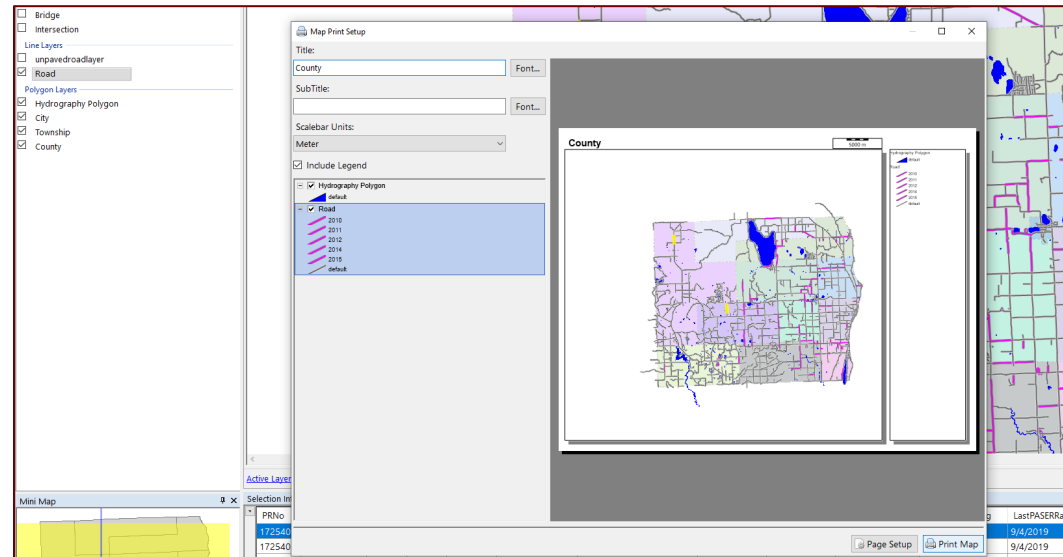 Bridge
Intersection
Line Layers
unpavedroadlayer
Road
Polygon Layers
Hydrography Polygon
City
Township
County
Mini Map
Map Print Setup
Title:
County
Font...
SubTitle:
Font...
Scalebar Units:
Meter
Include Legend
Hydrography Polygon
default
Road
2010
2011
2012
2014
2015
default
County
5000 m
Hydrography Polygon
default
Road
2010
2011
2012
2014
2015
default
Page Setup
Print Map
Active Layer
Selection In
PRNo
g
LastPASERRa
172540
9/4/2019
172540
9/4/2019